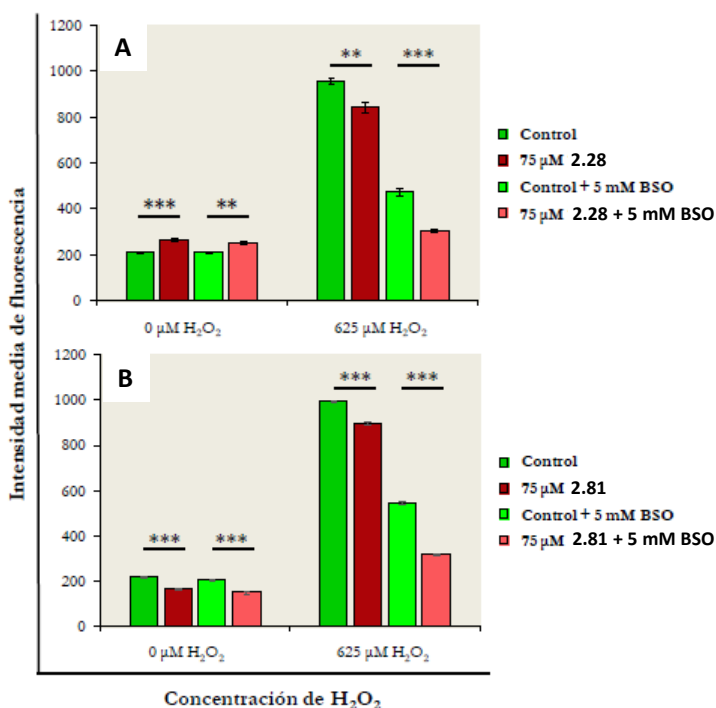 A
1200
1000
800
600
400
200
0
** ***
*** **
0 µM H₂O₂ 625 µM H₂O₂
Control
75 µM 2.28
Control + 5 mM BSO
75 µM 2.28 + 5 mM BSO
Intensidad media de fluorescencia
B
1200
1000
800
600
400
200
0
*** ***
*** ***
0 µM H₂O₂ 625 µM H₂O₂
Control
75 µM 2.81
Control + 5 mM BSO
75 µM 2.81 + 5 mM BSO
Concentración de H₂O₂